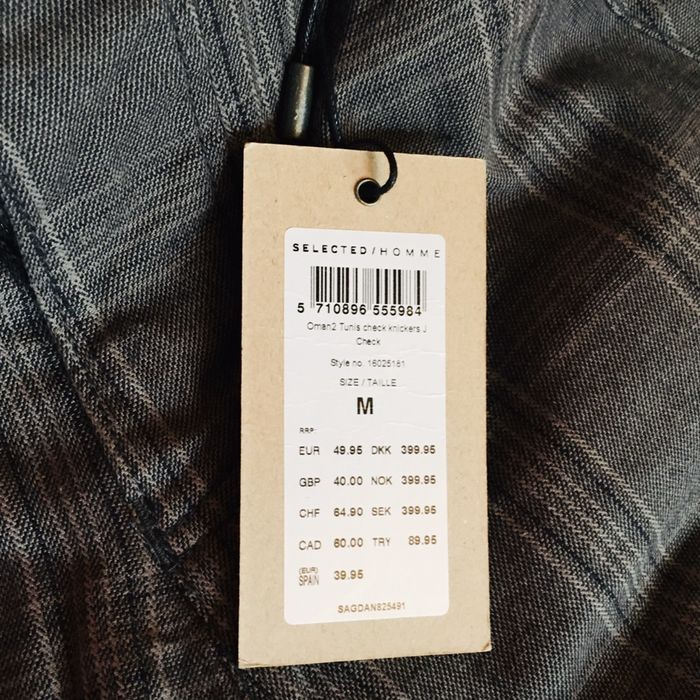 SELECTED / HOMME
5 710896 555984
Oman2 Tunis check knickers J
Check
Style no. 16025161
SIZE / TAILLE
M
RRP:
EUR 49.95 DKK 399.95
GBP 40.00 NOK 399.95
CHF 64.90 SEK 399.95
CAD 60.00 TRY 89.95
(EUR)
SPAIN 39.95
SAGDAN825491